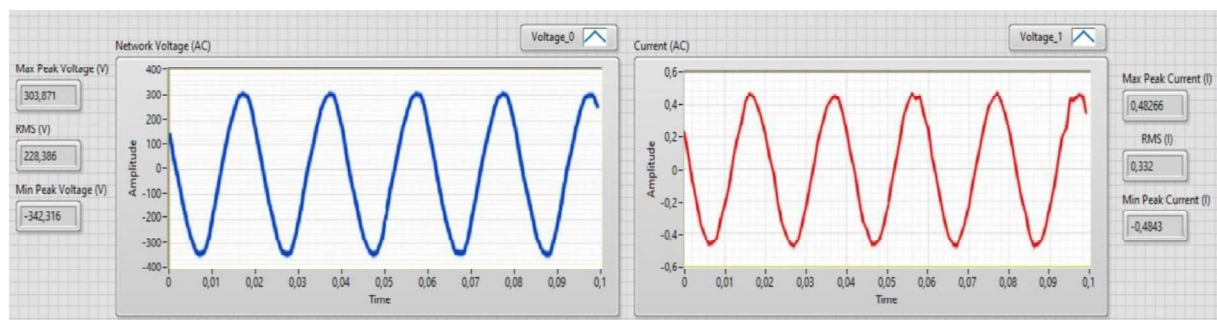 Network Voltage (AC)
Voltage_0
Max Peak Voltage (V)
303,871
RMS (V)
228,386
Min Peak Voltage (V)
-342,316
Amplitude
400
300
200
100
0
-100
-200
-300
-400
0 0,01 0,02 0,03 0,04 0,05 0,06 0,07 0,08 0,09 0,1
Time
Current (AC)
Voltage_1
Amplitude
0,6
0,4
0,2
0
-0,2
-0,4
-0,6
0 0,01 0,02 0,03 0,04 0,05 0,06 0,07 0,08 0,09 0,1
Time
Max Peak Current (I)
0,48266
RMS (I)
0,332
Min Peak Current (I)
-0,4843